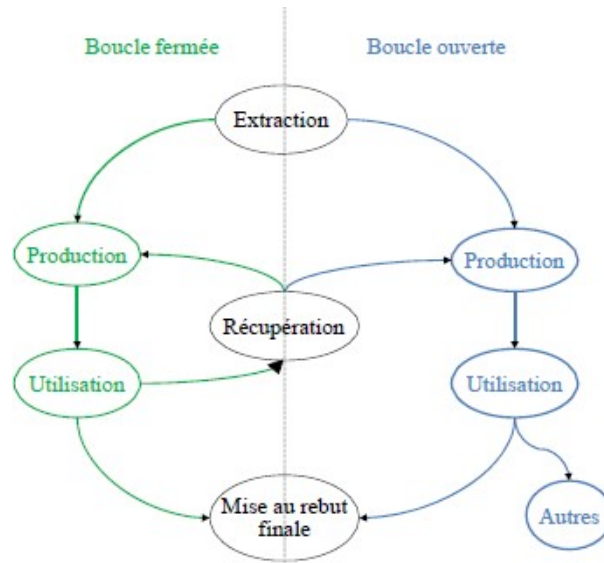 Boucle fermée
Boucle ouverte
Extraction
Production
Production
Récupération
Utilisation
Utilisation
Mise au rebut
finale
Autres